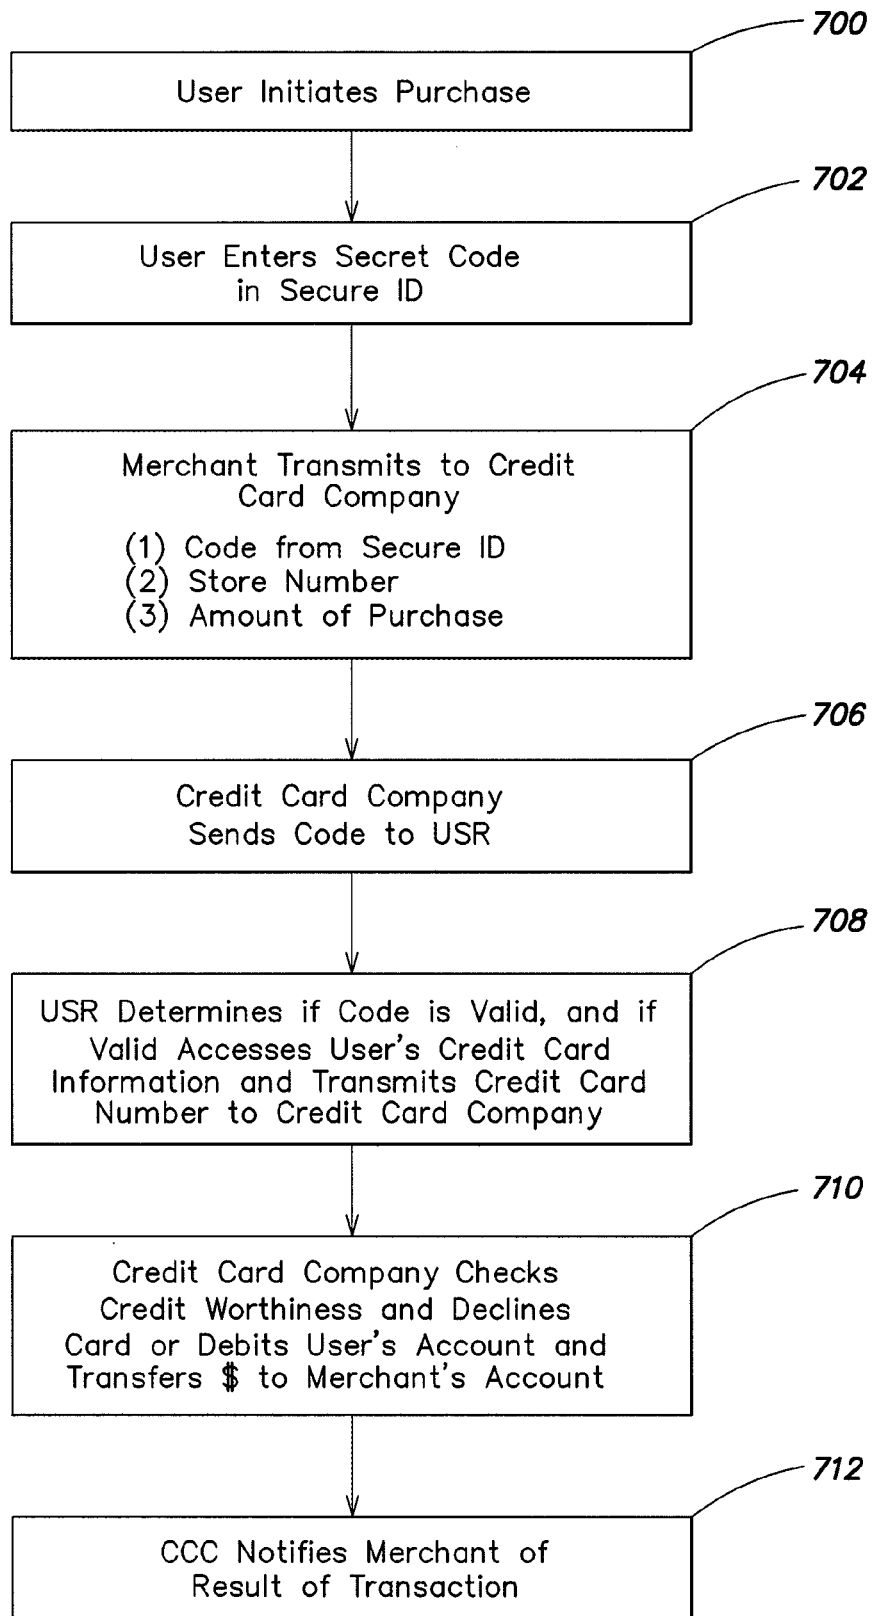 700
User Initiates Purchase
702
User Enters Secret Code
in Secure ID
704
Merchant Transmits to Credit
Card Company
(1) Code from Secure ID
(2) Store Number
(3) Amount of Purchase
706
Credit Card Company
Sends Code to USR
708
USR Determines if Code is Valid, and if
Valid Accesses User's Credit Card
Information and Transmits Credit Card
Number to Credit Card Company
710
Credit Card Company Checks
Credit Worthiness and Declines
Card or Debits User's Account and
Transfers $ to Merchant's Account
712
CCC Notifies Merchant of
Result of Transaction